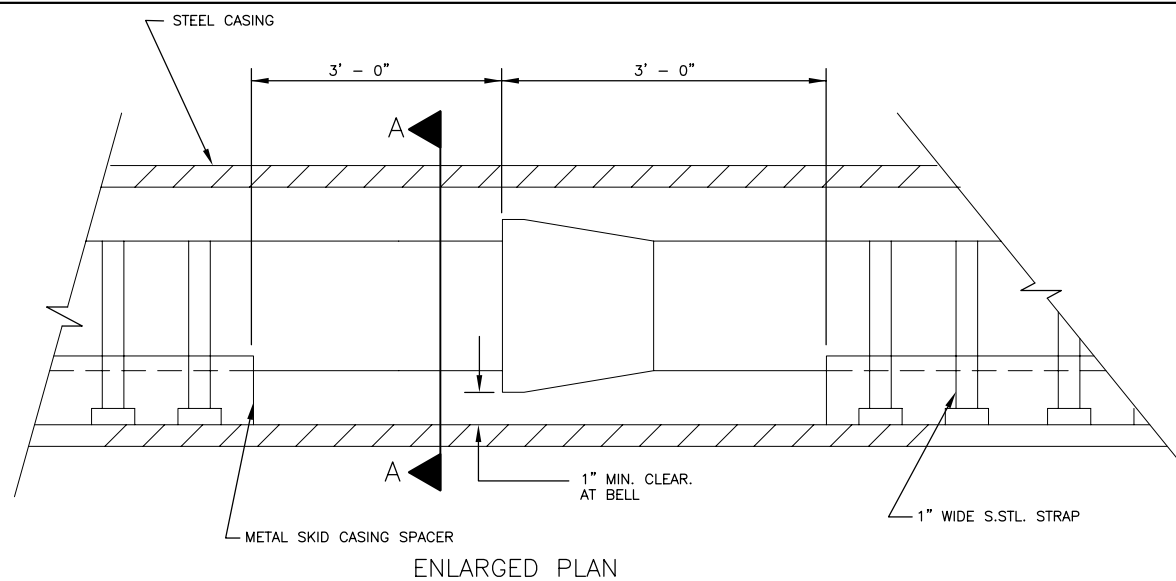 STEEL CASING
3' - 0"
3' - 0"
A
A
1" MIN. CLEAR.
AT BELL
1" WIDE S.STL. STRAP
METAL SKID CASING SPACER
ENLARGED PLAN